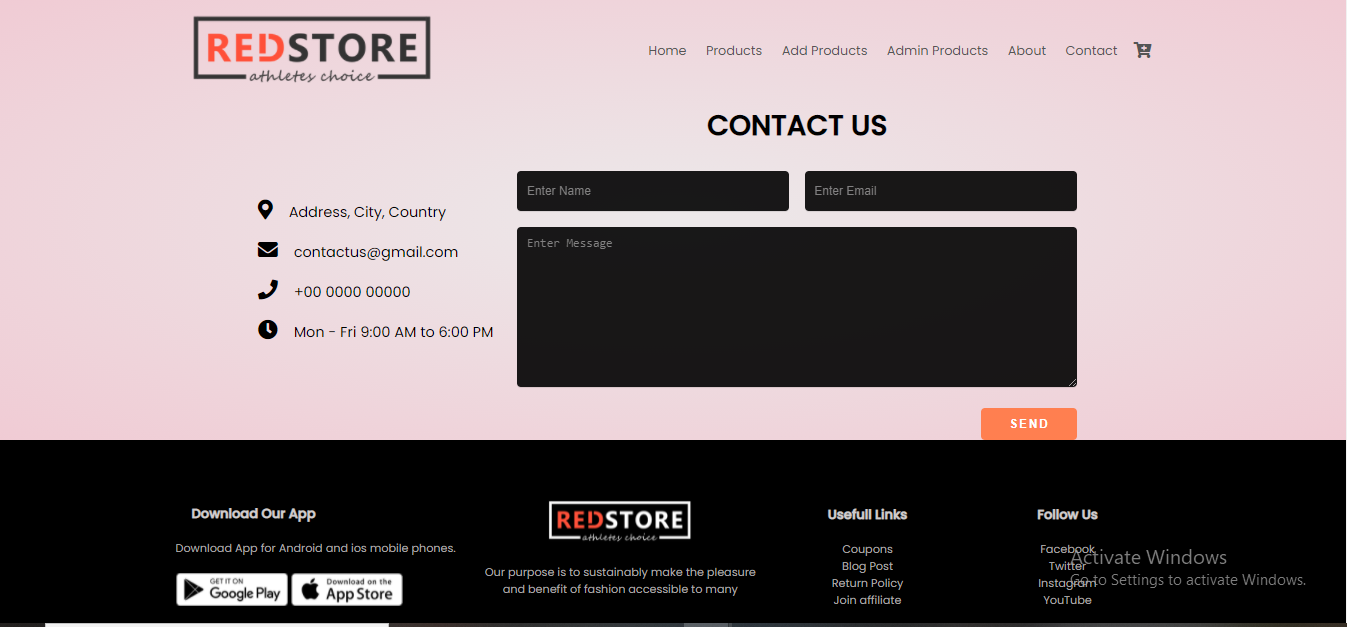 REDSTORE
athletes choice
Home Products Add Products Admin Products About Contact
CONTACT US
Enter Name Enter Email
Enter Message
Address, City, Country
contactus@gmail.com
+00 0000 00000
Mon - Fri 9:00 AM to 6:00 PM
SEND
Download Our App
Download App for Android and ios mobile phones.
GET IT ON
Google Play
Download on the
App Store
REDSTORE
athletes choice
Our purpose is to sustainably make the pleasure
and benefit of fashion accessible to many
Usefull Links
Coupons
Blog Post
Return Policy
Join affiliate
Follow Us
Facebook
Twitter
Instagram
YouTube
Activate Windows
Go to Settings to activate Windows.